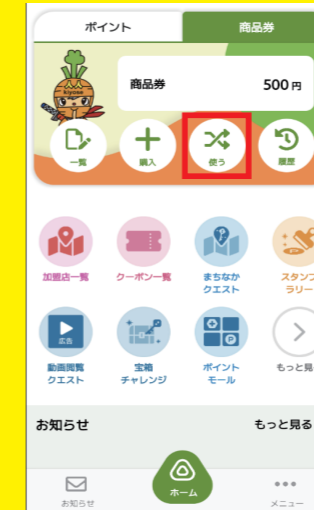 ポイント
商品券
kiyose
商品券
500 円
一覧
購入
使う
履歴
加盟店一覧
クーポン一覧
まちなか
クエスト
スタンプ
ラリー
広告
動画閲覧
クエスト
宝箱
チャレンジ
ポイント
モール
もっと見
お知らせ
もっと見る
お知らせ
ホーム
メニュー